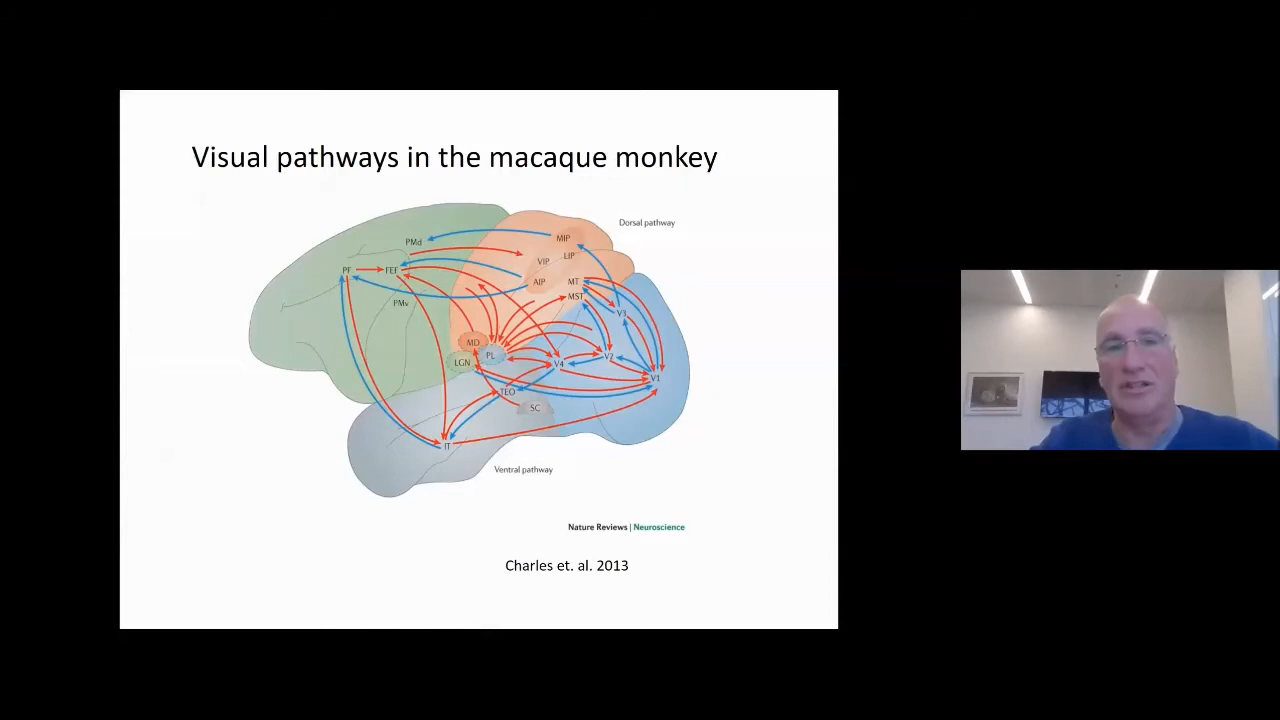 Visual pathways in the macaque monkey
Dorsal pathway
PMd
MIP
VIP
LIP
PF
FEF
AIP
MT
MST
PMv
V3
MD
PL
LGN
V4
V2
V1
TEO
SC
IT
Ventral pathway
Nature Reviews | Neuroscience
Charles et. al. 2013